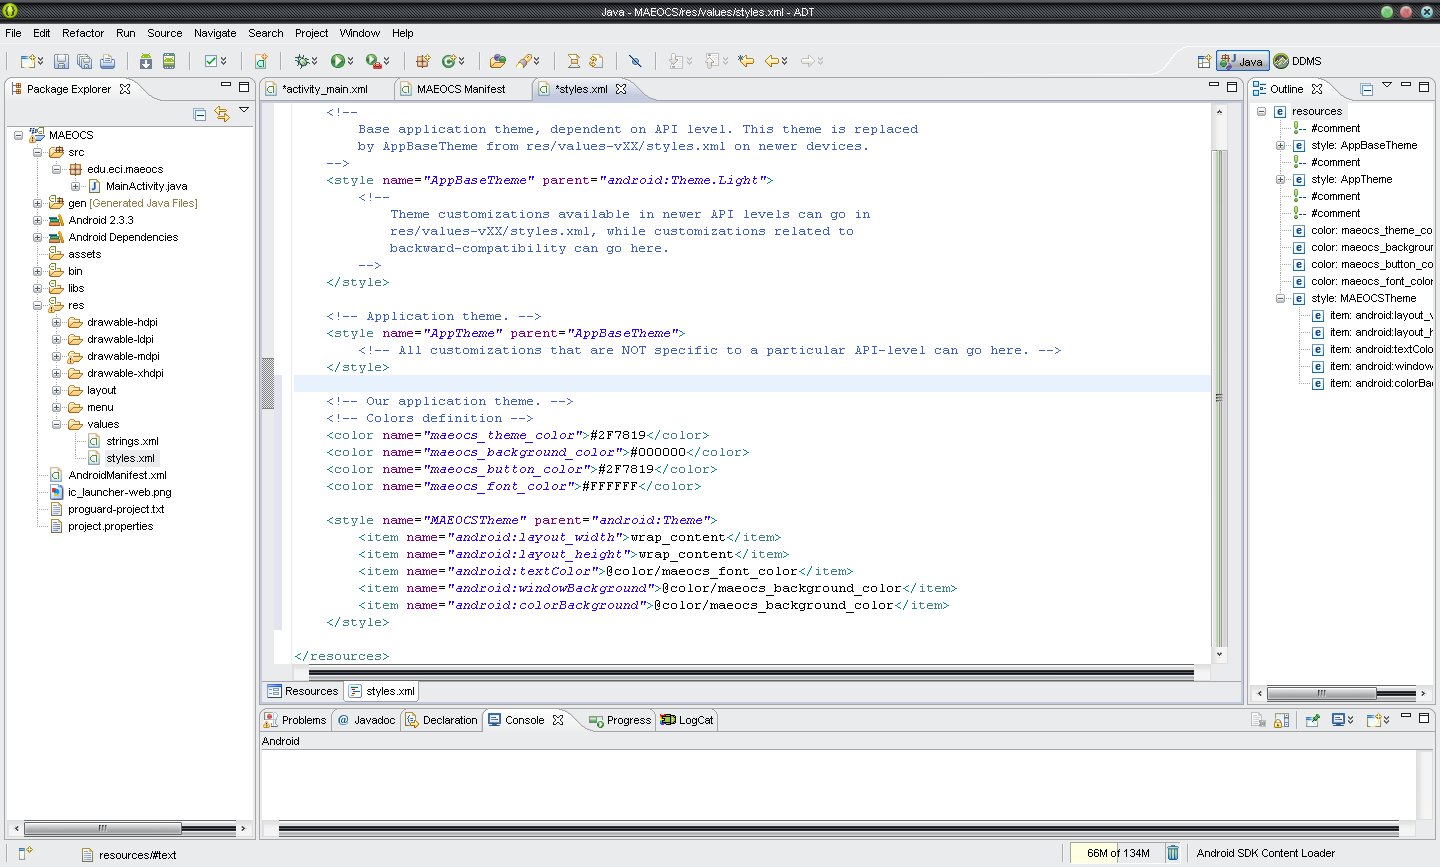 Java - MAEOCS/res/values/styles.xml - ADT
File Edit Refactor Run Source Navigate Search Project Window Help
Java DDMS
Package Explorer
*activity_main.xml MAEOCS Manifest *styles.xml
Outline
MAEOCS
src
edu.eci.maeocs
MainActivity.java
gen [Generated Java Files]
Android 2.3.3
Android Dependencies
assets
bin
libs
res
drawable-hdpi
drawable-ldpi
drawable-mdpi
drawable-xhdpi
layout
menu
values
strings.xml
styles.xml
AndroidManifest.xml
ic_launcher-web.png
proguard-project.txt
project.properties
<!--
Base application theme, dependent on API level. This theme is replaced
by AppBaseTheme from res/values-vXX/styles.xml on newer devices.
-->
<style name="AppBaseTheme" parent="android:Theme.Light">
<!--
Theme customizations available in newer API levels can go in
res/values-vXX/styles.xml, while customizations related to
backward-compatibility can go here.
-->
</style>
<!-- Application theme. -->
<style name="AppTheme" parent="AppBaseTheme">
<!-- All customizations that are NOT specific to a particular API-level can go here. -->
</style>
<!-- Our application theme. -->
<!-- Colors definition -->
<color name="maeocs_theme_color">#2F7819</color>
<color name="maeocs_background_color">#000000</color>
<color name="maeocs_button_color">#2F7819</color>
<color name="maeocs_font_color">#FFFFFF</color>
<style name="MAEOCSTheme" parent="android:Theme">
<item name="android:layout_width">wrap_content</item>
<item name="android:layout_height">wrap_content</item>
<item name="android:textColor">@color/maeocs_font_color</item>
<item name="android:windowBackground">@color/maeocs_background_color</item>
<item name="android:colorBackground">@color/maeocs_background_color</item>
</style>
</resources>
Resources styles.xml
resources
#comment
style: AppBaseTheme
#comment
style: AppTheme
#comment
#comment
color: maeocs_theme_co
color: maeocs_backgroun
color: maeocs_button_co
color: maeocs_font_color
style: MAEOCSTheme
item: android:layout_v
item: android:layout_h
item: android:textColo
item: android:window
item: android:colorBa
Problems @ Javadoc Declaration Console Progress LogCat
Android
resources/#text
66M of 134M
Android SDK Content Loader